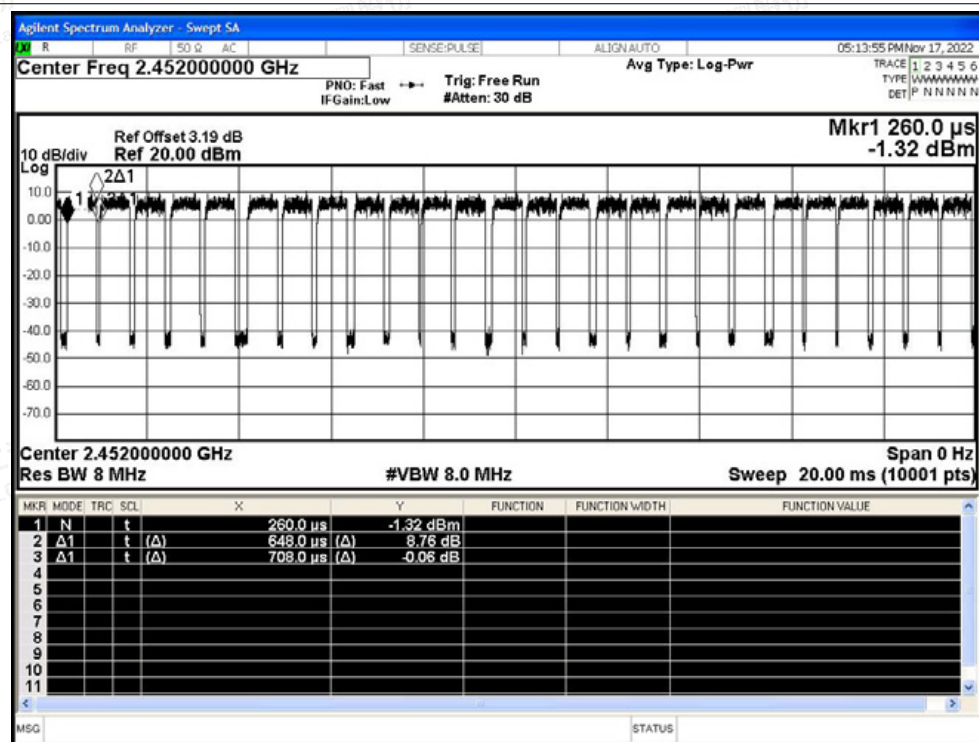 Agilent Spectrum Analyzer - Swept SA
R RF 50 Ω AC SENSE:PULSE ALIGN AUTO 05:13:55 PM Nov 17, 2022
Center Freq 2.452000000 GHz Avg Type: Log-Pwr TRACE 1 2 3 4 5 6
PNO: Fast Trig: Free Run TYPE WWWWWW
IFGain:Low #Atten: 30 dB DET P N N N N N
Mkr1 260.0 µs
Ref Offset 3.19 dB
10 dB/div Ref 20.00 dBm -1.32 dBm
Log
2Δ1
10.0
1
0.00
-10.0
-20.0
-30.0
-40.0
-50.0
-60.0
-70.0
Center 2.452000000 GHz Span 0 Hz
Res BW 8 MHz #VBW 8.0 MHz Sweep 20.00 ms (10001 pts)
MKR MODE TRC SCL X Y FUNCTION FUNCTION WIDTH FUNCTION VALUE
1 N t 260.0 µs -1.32 dBm
2 Δ1 t (Δ) 648.0 µs (Δ) 8.76 dB
3 Δ1 t (Δ) 708.0 µs (Δ) -0.06 dB
4
5
6
7
8
9
10
11
MSG STATUS